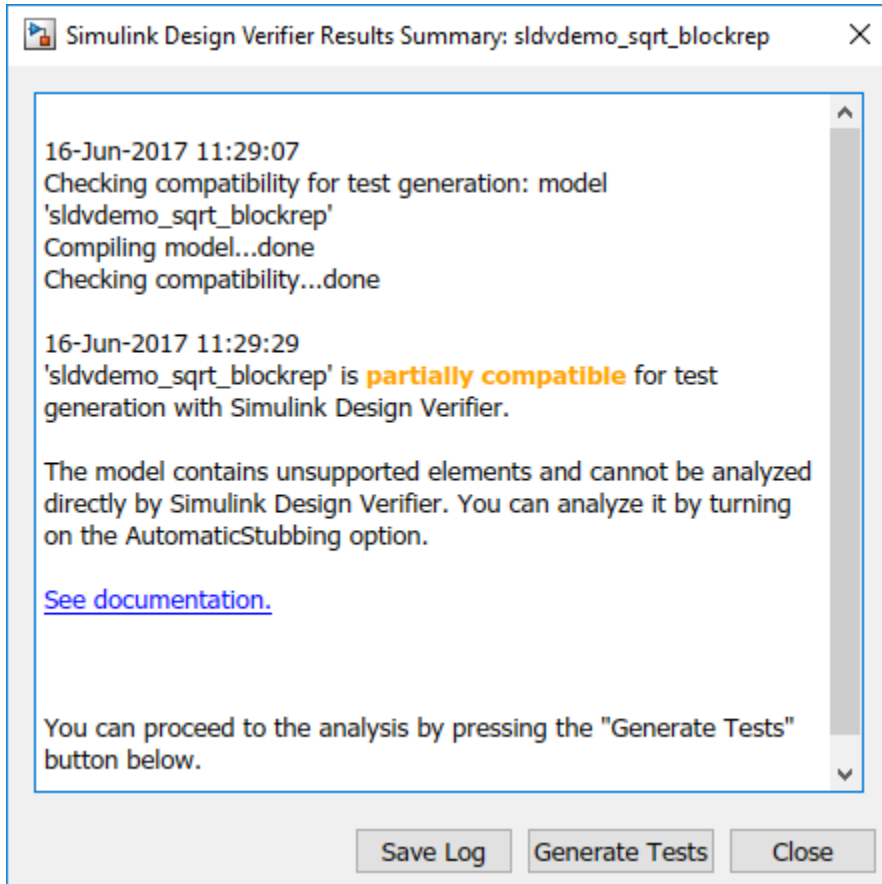 Simulink Design Verifier Results Summary: sldvdemo_sqrt_blockrep
16-Jun-2017 11:29:07
Checking compatibility for test generation: model
'sldvdemo_sqrt_blockrep'
Compiling model...done
Checking compatibility...done
16-Jun-2017 11:29:29
'sldvdemo_sqrt_blockrep' is partially compatible for test
generation with Simulink Design Verifier.
The model contains unsupported elements and cannot be analyzed
directly by Simulink Design Verifier. You can analyze it by turning
on the AutomaticStubbing option.
See documentation.
You can proceed to the analysis by pressing the "Generate Tests"
button below.
Save Log Generate Tests Close